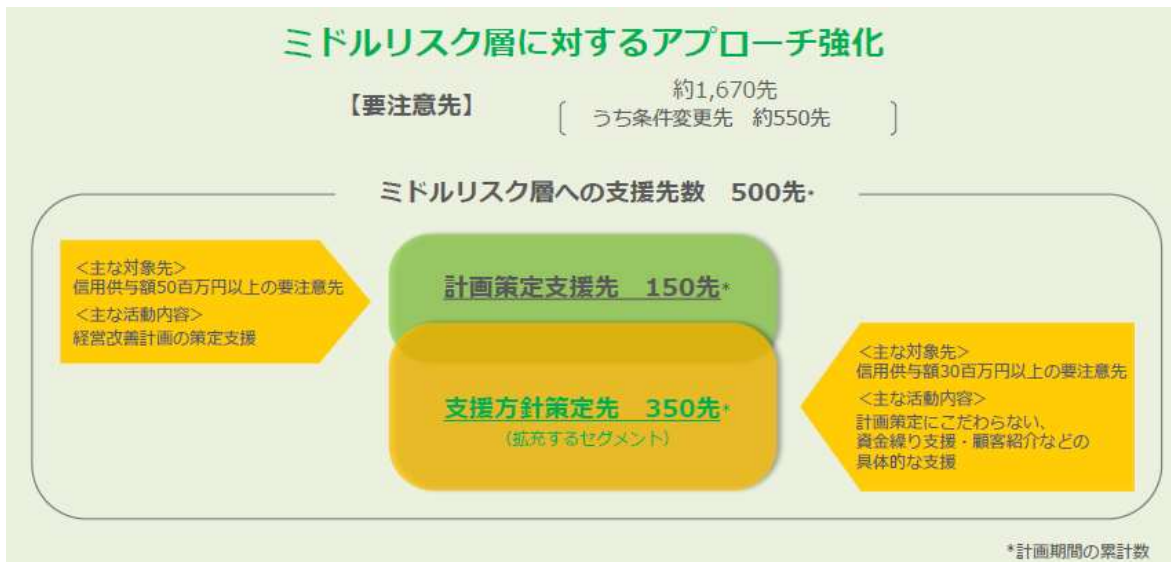 ミドルリスク層に対するアプローチ強化
【要注意先】
約1,670先
うち条件変更先　約550先
ミドルリスク層への支援先数　500先*
＜主な対象先＞
信用供与額50百万円以上の要注意先
＜主な活動内容＞
経営改善計画の策定支援
計画策定支援先　150先*
支援方針策定先　350先*
（拡充するセグメント）
＜主な対象先＞
信用供与額30百万円以上の要注意先
＜主な活動内容＞
計画策定にこだわらない、
資金繰り支援・顧客紹介などの
具体的な支援
*計画期間の累計数